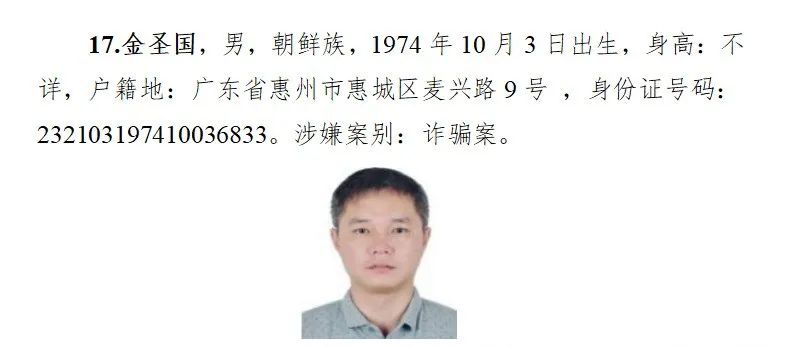 17.金圣国，男，朝鲜族，1974 年 10 月 3 日出生，身高：不
详，户籍地：广东省惠州市惠城区麦兴路 9 号 ，身份证号码：
232103197410036833。涉嫌案别：诈骗案。